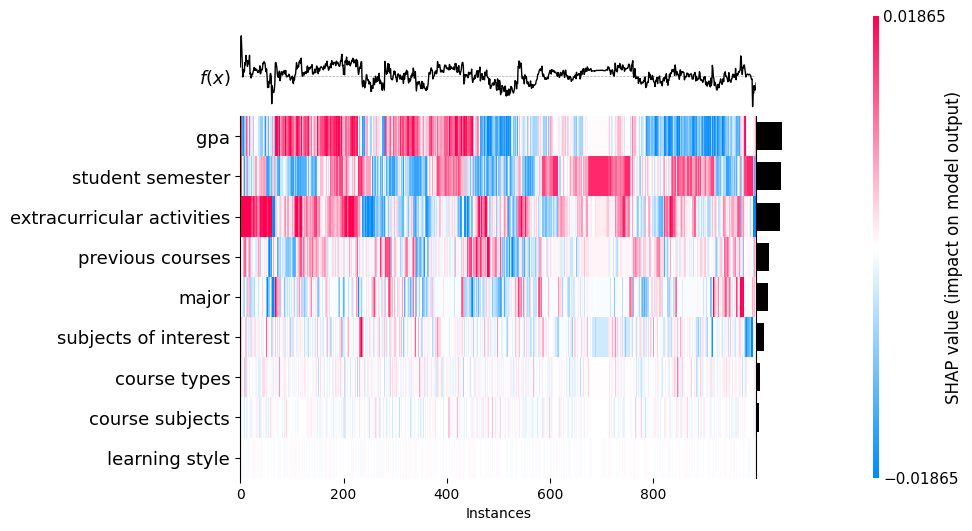 0.01865
f(x)
gpa
student semester
extracurricular activities
previous courses
major
subjects of interest
course types
course subjects
learning style
0 200 400 600 800
Instances
SHAP value (impact on model output)
−0.01865